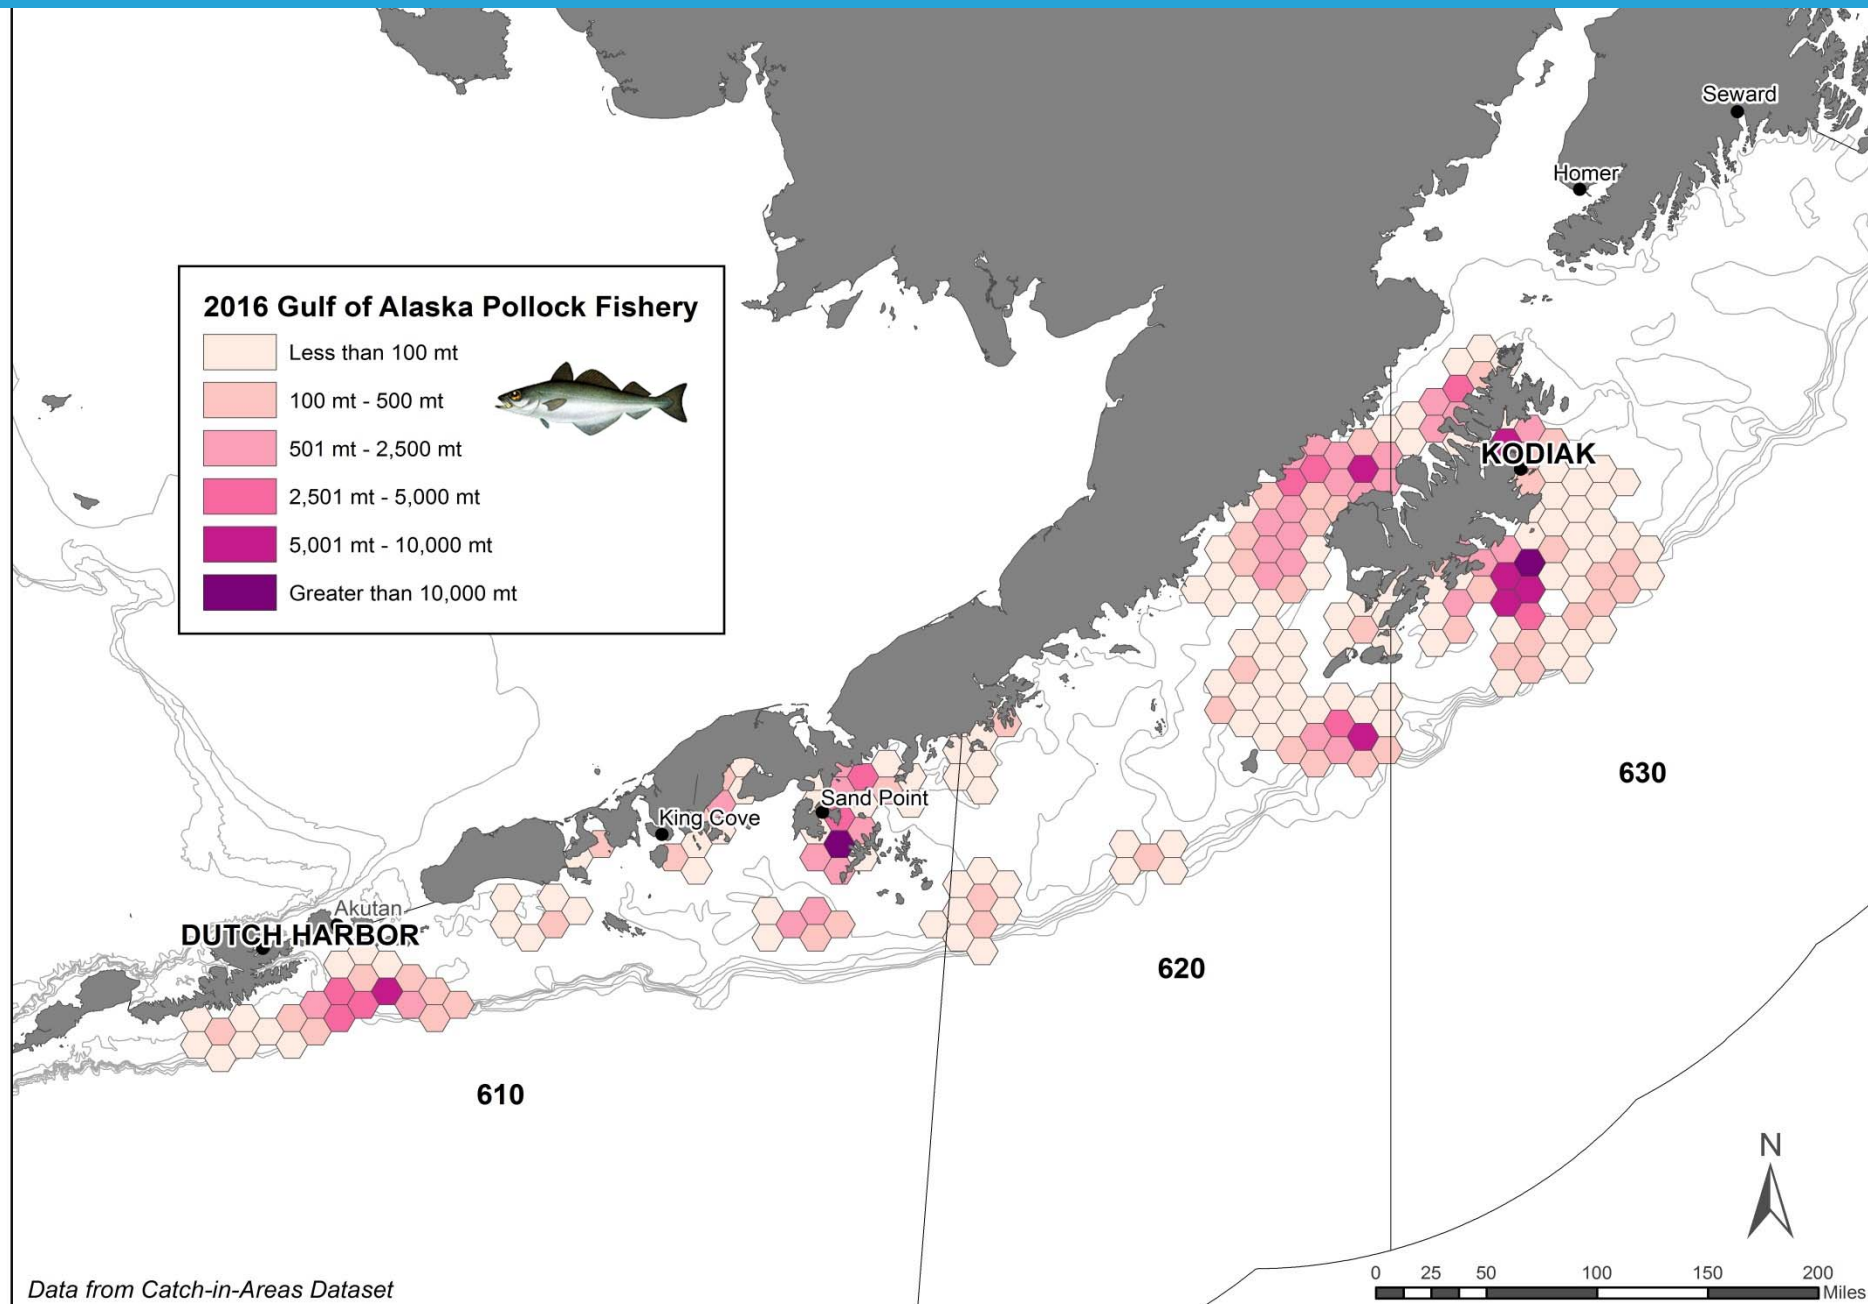 Seward
Homer
2016 Gulf of Alaska Pollock Fishery
Less than 100 mt
100 mt - 500 mt
501 mt - 2,500 mt
2,501 mt - 5,000 mt
5,001 mt - 10,000 mt
Greater than 10,000 mt
KODIAK
630
Sand Point
King Cove
Akutan
DUTCH HARBOR
620
610
N
0 25 50 100 150 200
Miles
Data from Catch-in-Areas Dataset